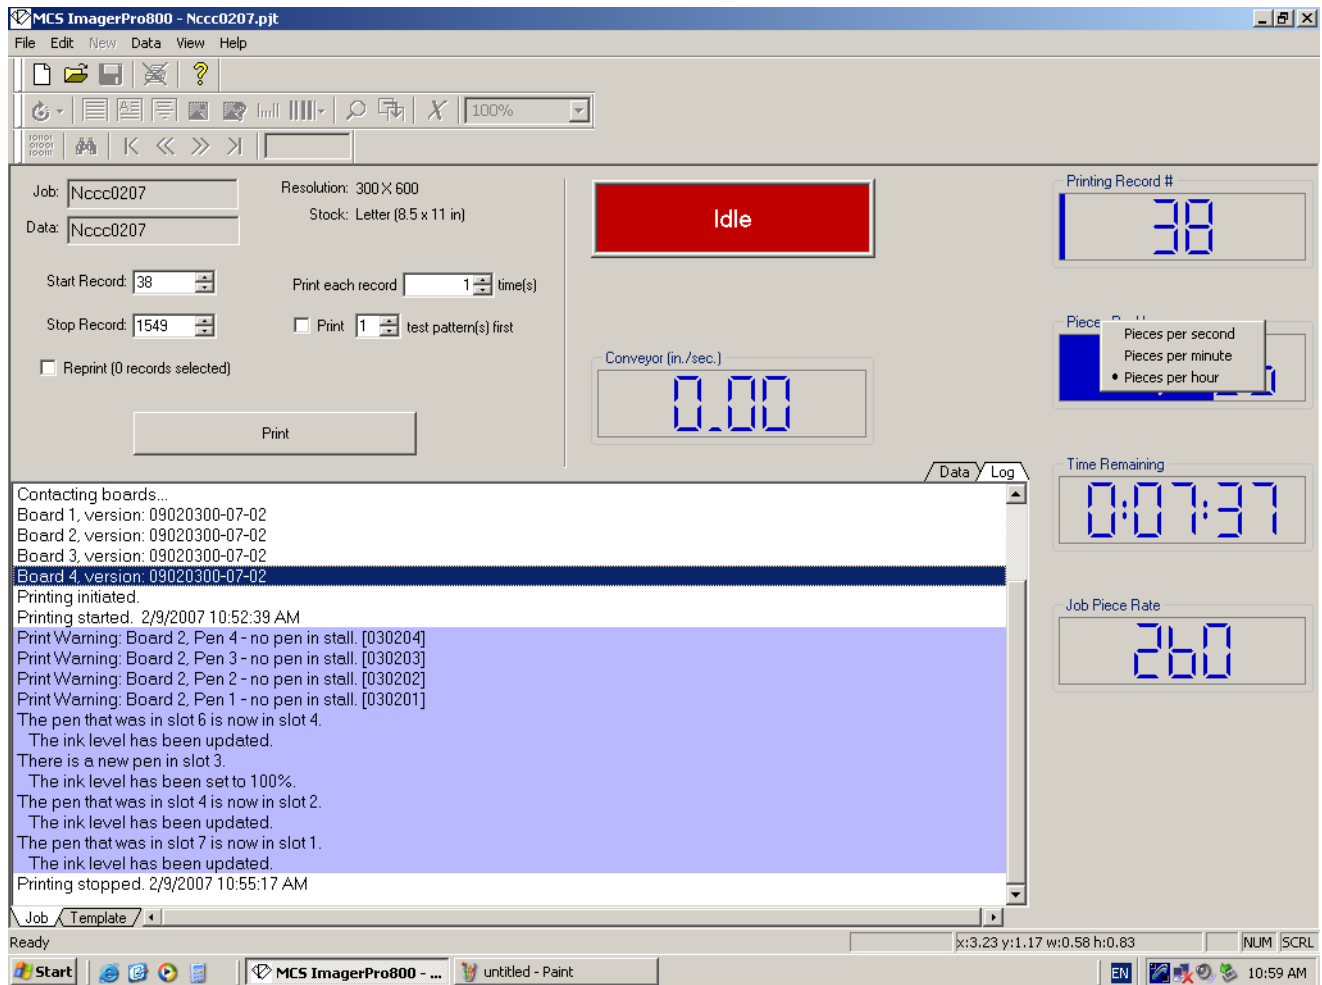 MCS ImagerPro800 - Nccc0207.pjt
File Edit New Data View Help
100%
Job: Nccc0207
Data: Nccc0207
Resolution: 300 X 600
Stock: Letter (8.5 x 11 in)
Start Record: 38
Stop Record: 1549
Print each record 1 time(s)
Print 1 test pattern(s) first
Reprint (0 records selected)
Print
Idle
Conveyor (in./sec.)
0.00
Printing Record #
38
Pieces per second
Pieces per minute
• Pieces per hour
Time Remaining
0:07:37
Job Piece Rate
260
Data Log
Contacting boards...
Board 1, version: 09020300-07-02
Board 2, version: 09020300-07-02
Board 3, version: 09020300-07-02
Board 4, version: 09020300-07-02
Printing initiated.
Printing started. 2/9/2007 10:52:39 AM
Print Warning: Board 2, Pen 4 - no pen in stall. [030204]
Print Warning: Board 2, Pen 3 - no pen in stall. [030203]
Print Warning: Board 2, Pen 2 - no pen in stall. [030202]
Print Warning: Board 2, Pen 1 - no pen in stall. [030201]
The pen that was in slot 6 is now in slot 4.
The ink level has been updated.
There is a new pen in slot 3.
The ink level has been set to 100%.
The pen that was in slot 4 is now in slot 2.
The ink level has been updated.
The pen that was in slot 7 is now in slot 1.
The ink level has been updated.
Printing stopped. 2/9/2007 10:55:17 AM
Job Template
Ready
x:3.23 y:1.17 w:0.58 h:0.83
NUM SCRL
Start
MCS ImagerPro800 - ...
untitled - Paint
EN
10:59 AM